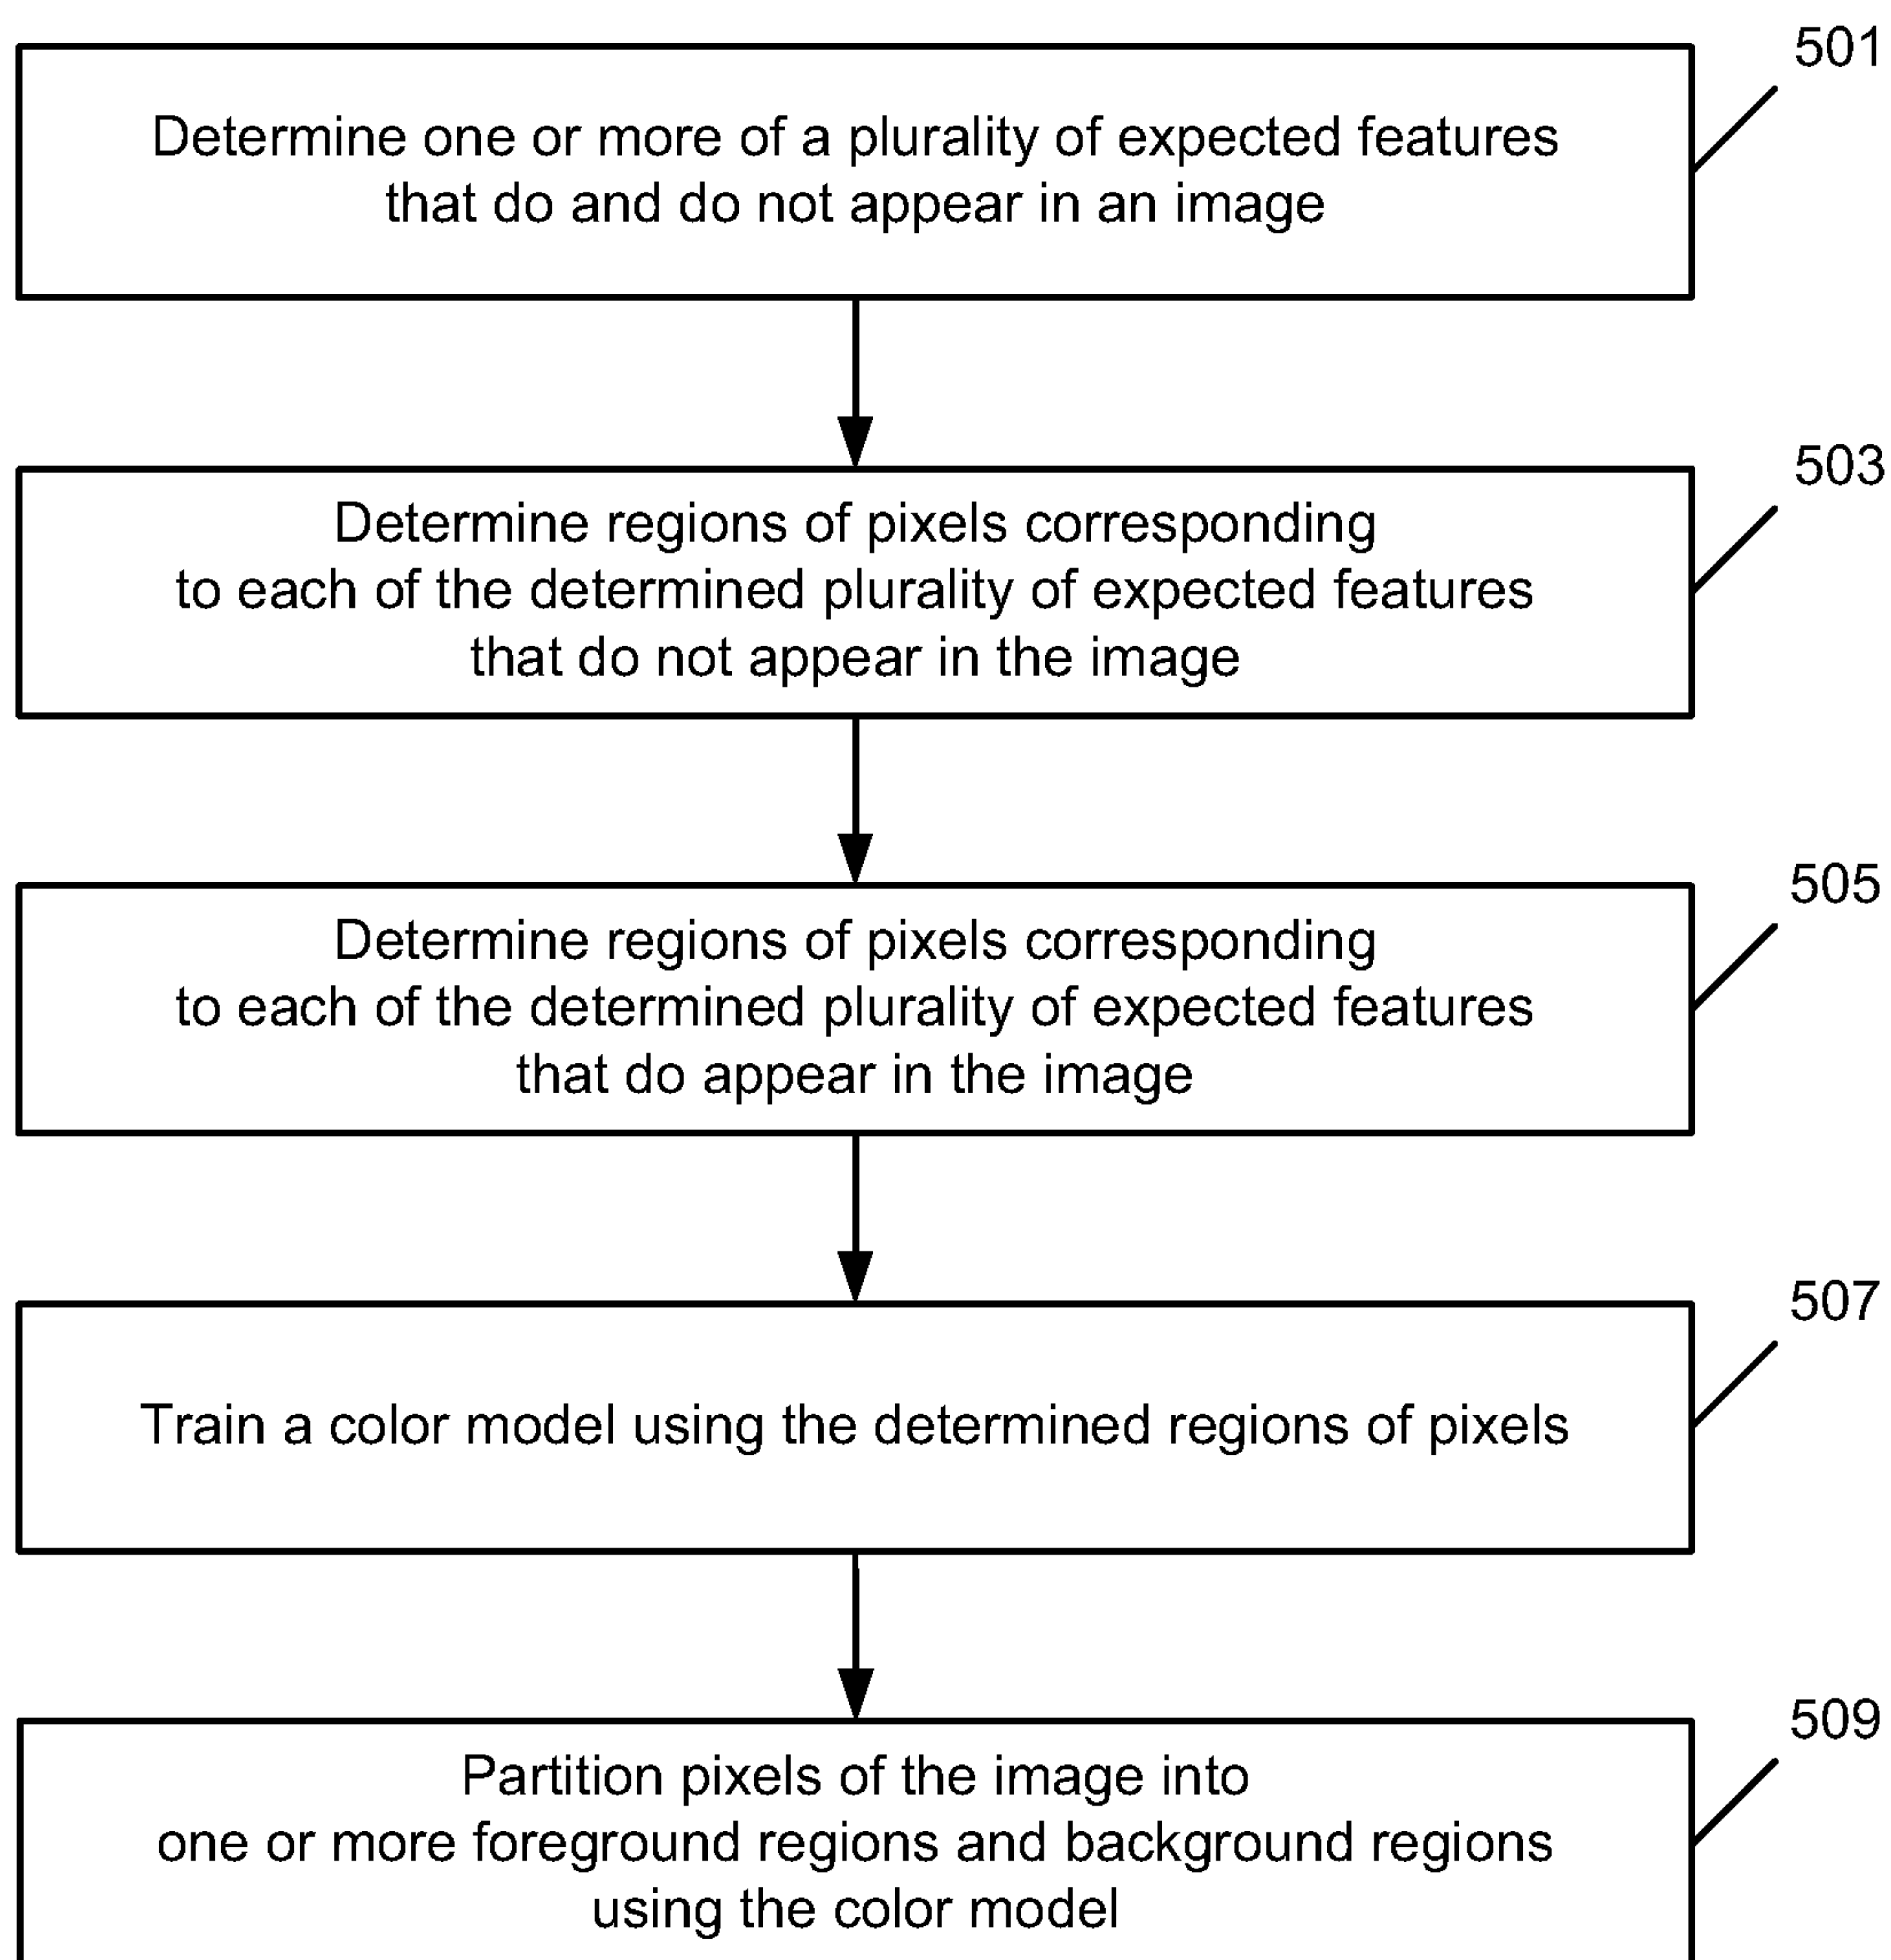 501
Determine one or more of a plurality of expected features
that do and do not appear in an image
503
Determine regions of pixels corresponding
to each of the determined plurality of expected features
that do not appear in the image
505
Determine regions of pixels corresponding
to each of the determined plurality of expected features
that do appear in the image
507
Train a color model using the determined regions of pixels
509
Partition pixels of the image into
one or more foreground regions and background regions
using the color model